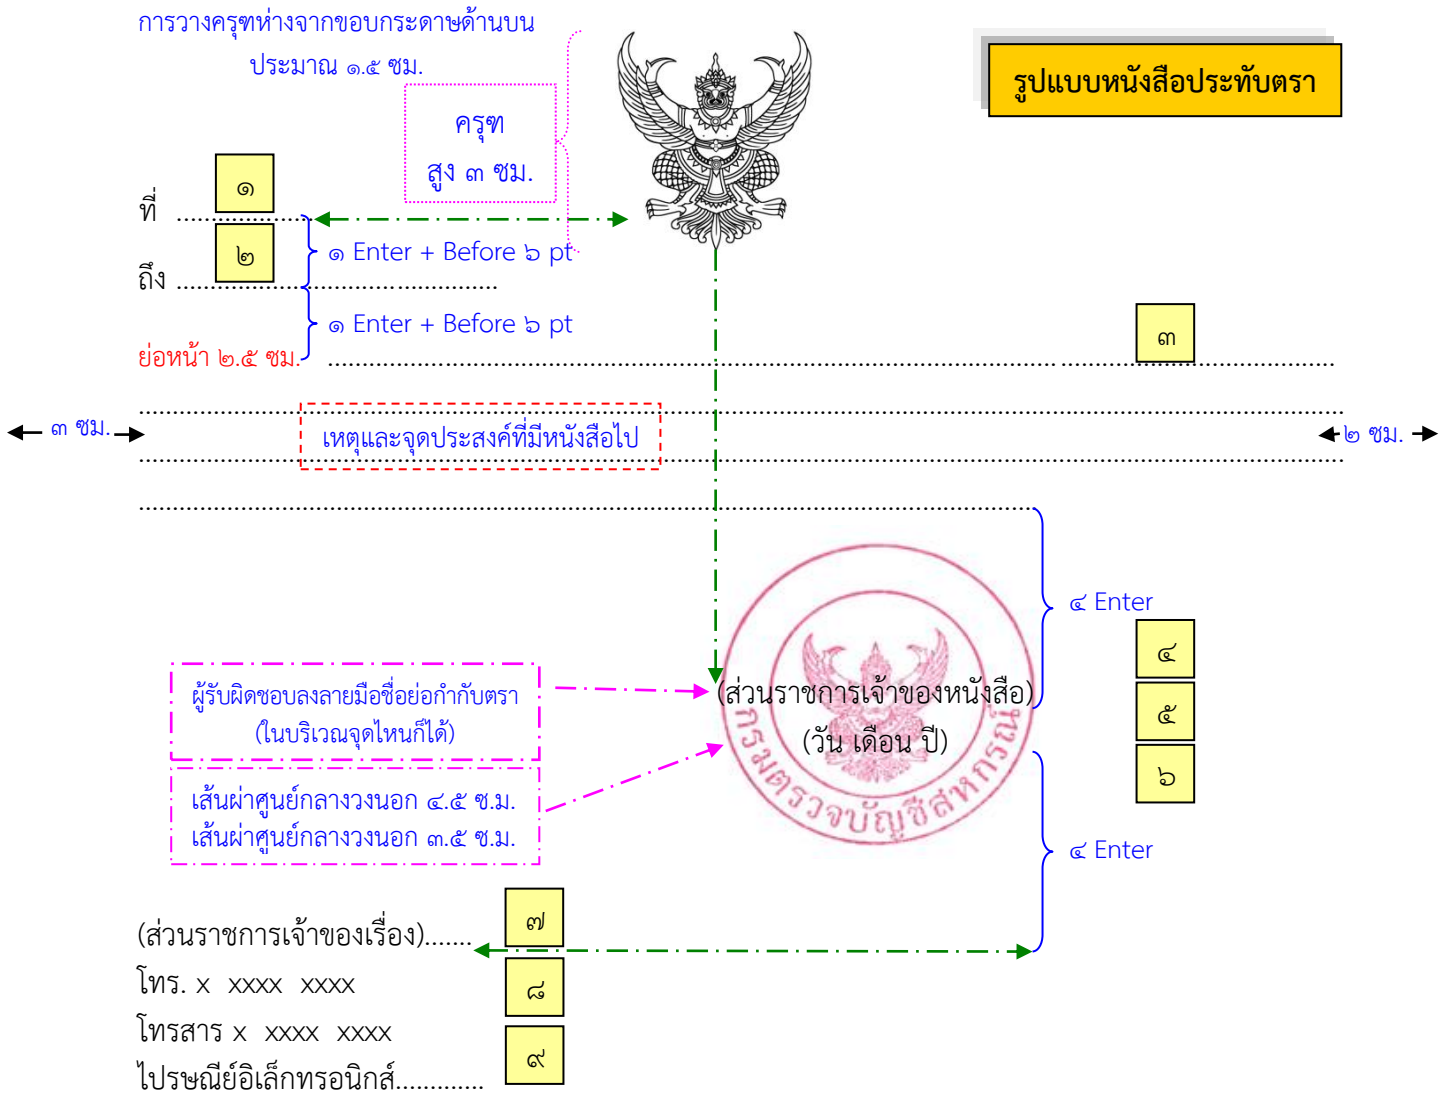 การวางครุฑห่างจากขอบกระดาษด้านบน
ประมาณ ๑.๕ ซม.
รูปแบบหนังสือประทับตรา
ครุฑ
สูง ๓ ซม.
๑
ที่ ....................
๒
๑ Enter + Before ๖ pt
ถึง ................................................
๑ Enter + Before ๖ pt
๓
ย่อหน้า ๒.๕ ซม.
๓ ซม.
เหตุและจุดประสงค์ที่มีหนังสือไป
๒ ซม.
๔ Enter
๔
ผู้รับผิดชอบลงลายมือชื่อย่อกำกับตรา
(ส่วนราชการเจ้าของหนังสือ)
๕
(ในบริเวณจุดไหนก็ได้)
(วัน เดือน ปี)
๖
กรมตรวจบัญชีสหกรณ์
เส้นผ่าศูนย์กลางวงนอก ๔.๕ ซ.ม.
เส้นผ่าศูนย์กลางวงนอก ๓.๕ ซ.ม.
๔ Enter
๗
(ส่วนราชการเจ้าของเรื่อง).......
โทร. x xxxx xxxx
๘
โทรสาร x xxxx xxxx
๙
ไปรษณีย์อิเล็กทรอนิกส์.............